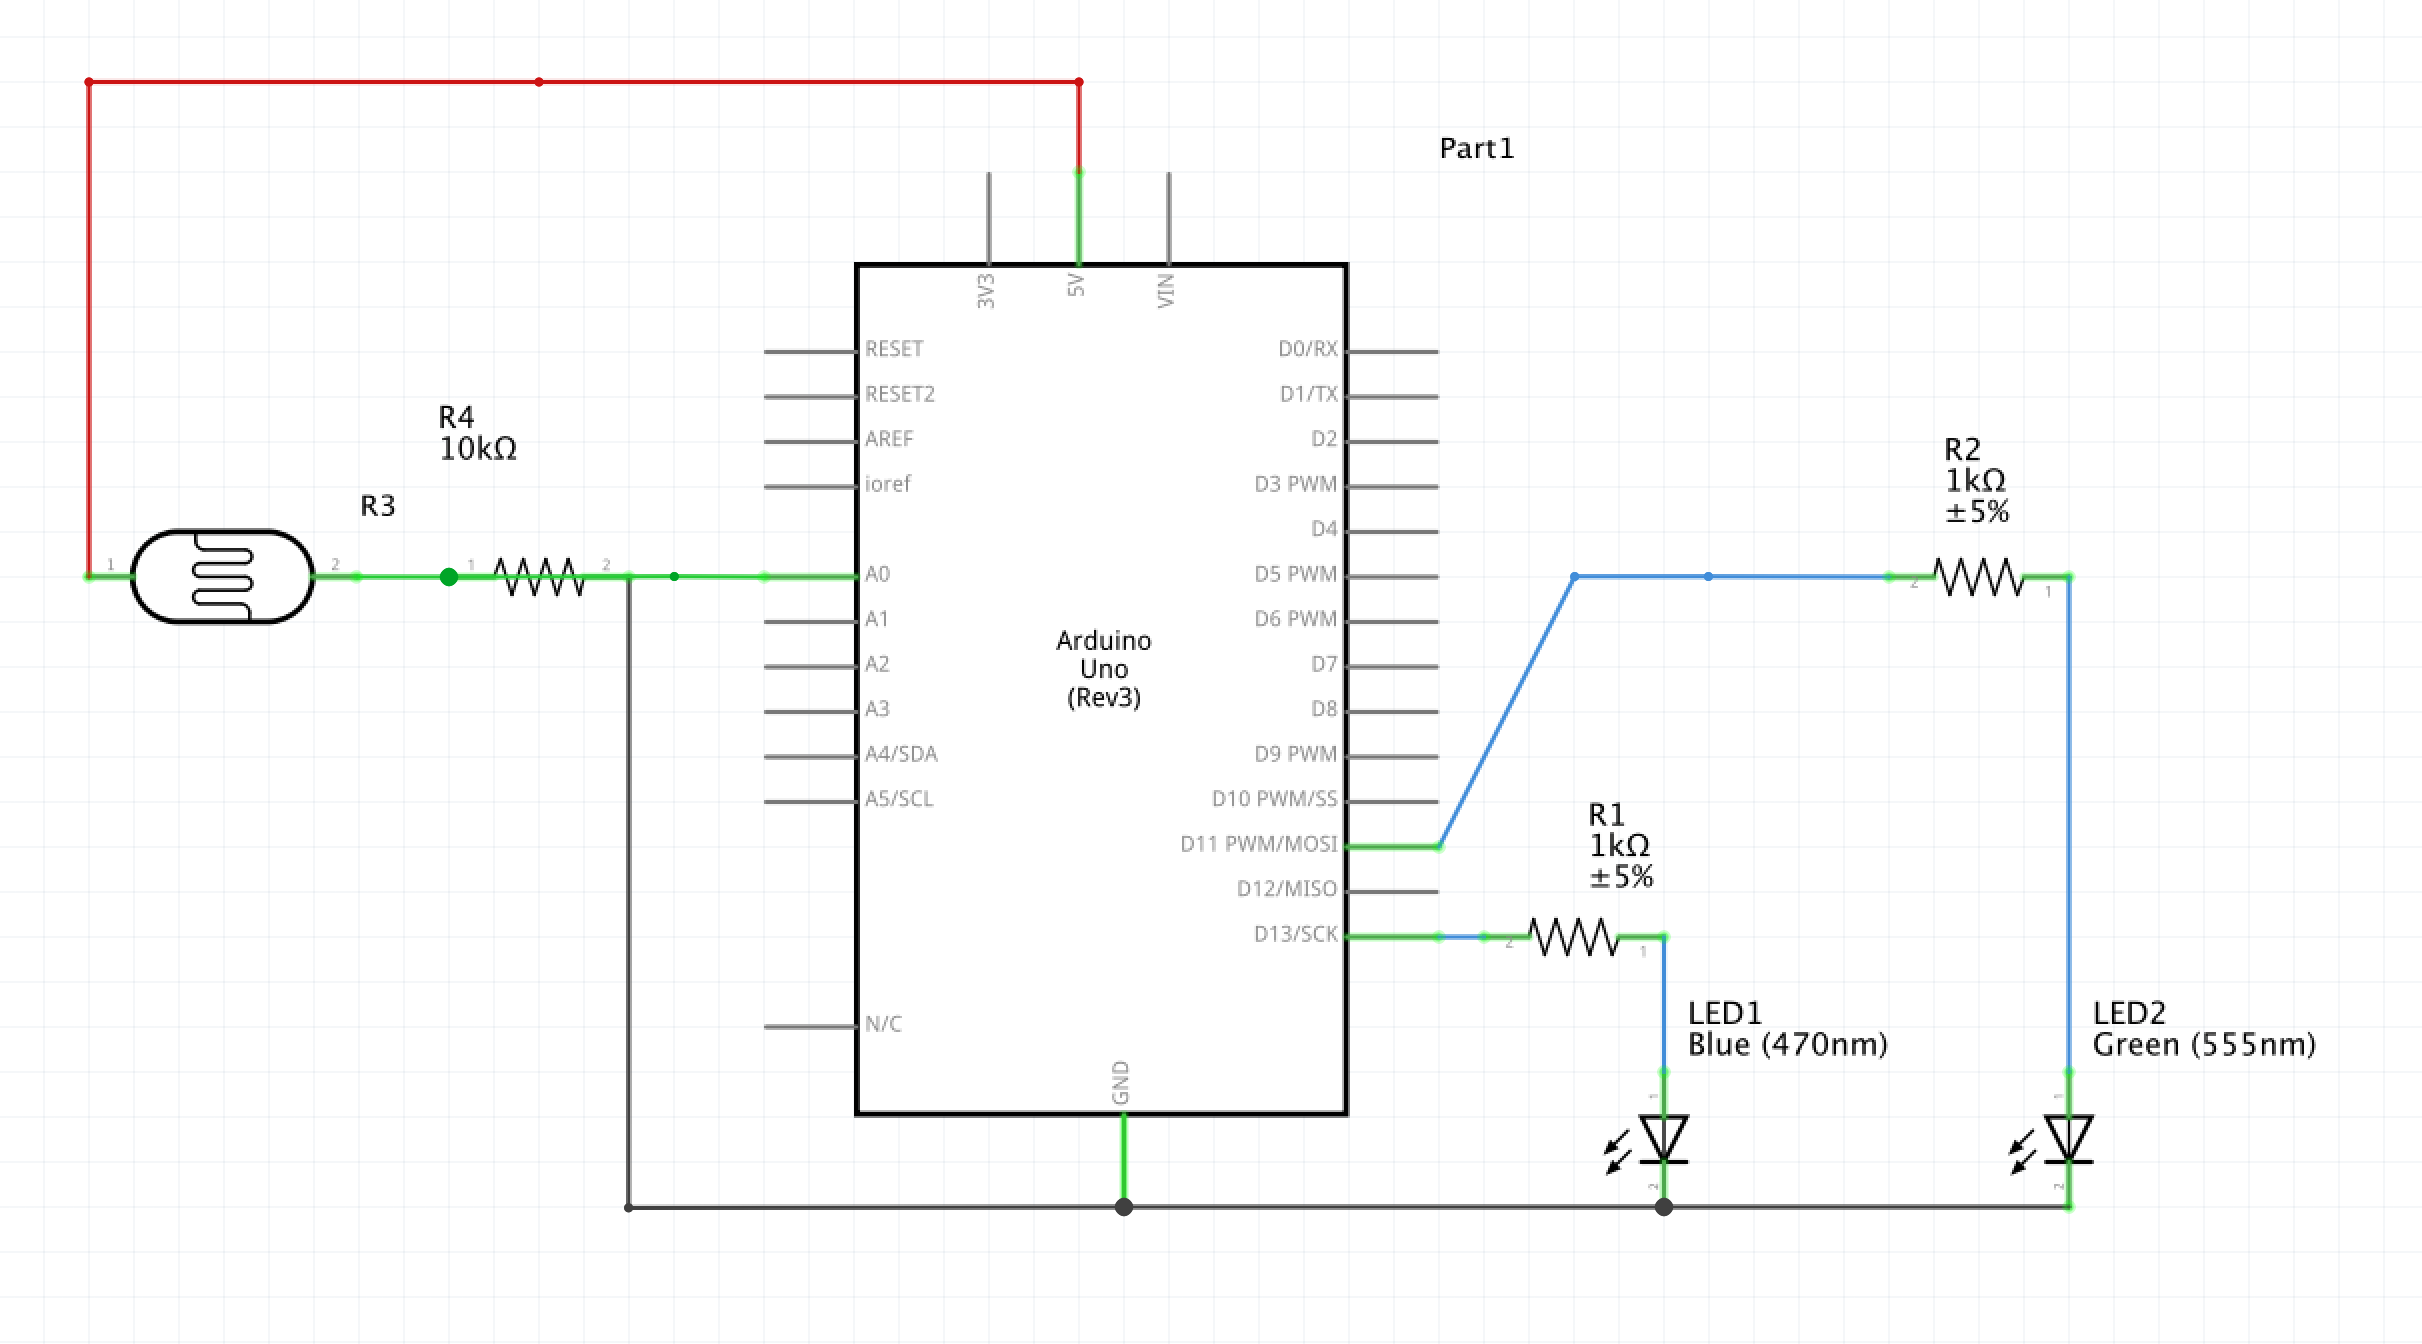 Part1
3V3
5V
VIN
RESET
RESET2
AREF
ioref
A0
A1
A2
A3
A4/SDA
A5/SCL
N/C
D0/RX
D1/TX
D2
D3 PWM
D4
D5 PWM
D6 PWM
D7
D8
D9 PWM
D10 PWM/SS
D11 PWM/MOSI
D12/MISO
D13/SCK
GND
Arduino
Uno
(Rev3)
R4
10kΩ
R3
1
2
1
2
R2
1kΩ
±5%
2
1
R1
1kΩ
±5%
2
1
LED1
Blue (470nm)
1
2
LED2
Green (555nm)
1
2